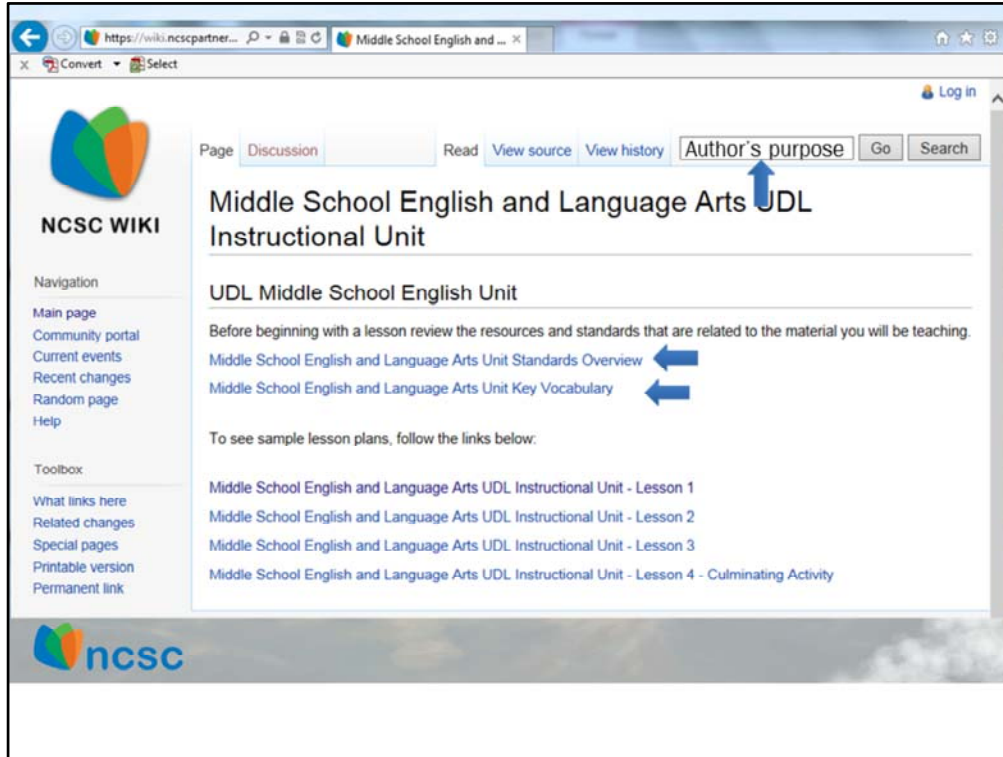 https://wiki.ncscpartner...
Middle School English and ...
x Convert Select
Log in
Page Discussion Read View source View history Author's purpose Go Search
NCSC WIKI
Middle School English and Language Arts UDL
Instructional Unit
Navigation
Main page
Community portal
Current events
Recent changes
Random page
Help
Toolbox
What links here
Related changes
Special pages
Printable version
Permanent link
UDL Middle School English Unit
Before beginning with a lesson review the resources and standards that are related to the material you will be teaching.
Middle School English and Language Arts Unit Standards Overview
Middle School English and Language Arts Unit Key Vocabulary
To see sample lesson plans, follow the links below:
Middle School English and Language Arts UDL Instructional Unit - Lesson 1
Middle School English and Language Arts UDL Instructional Unit - Lesson 2
Middle School English and Language Arts UDL Instructional Unit - Lesson 3
Middle School English and Language Arts UDL Instructional Unit - Lesson 4 - Culminating Activity
ncsc